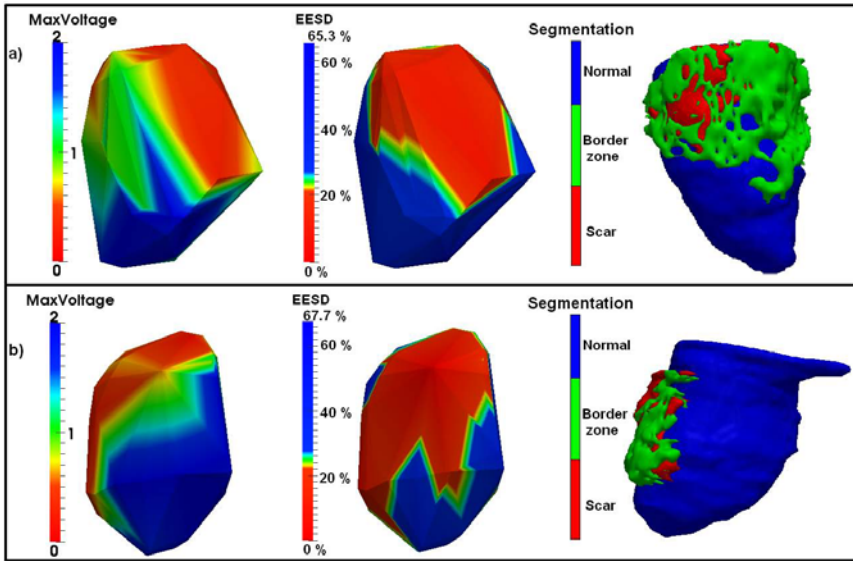 a)
MaxVoltage
2
1
0
EESD
65.3 %
60 %
40 %
20 %
0 %
Segmentation
Normal
Border
zone
Scar
b)
MaxVoltage
2
1
0
EESD
67.7 %
60 %
40 %
20 %
0 %
Segmentation
Normal
Border
zone
Scar